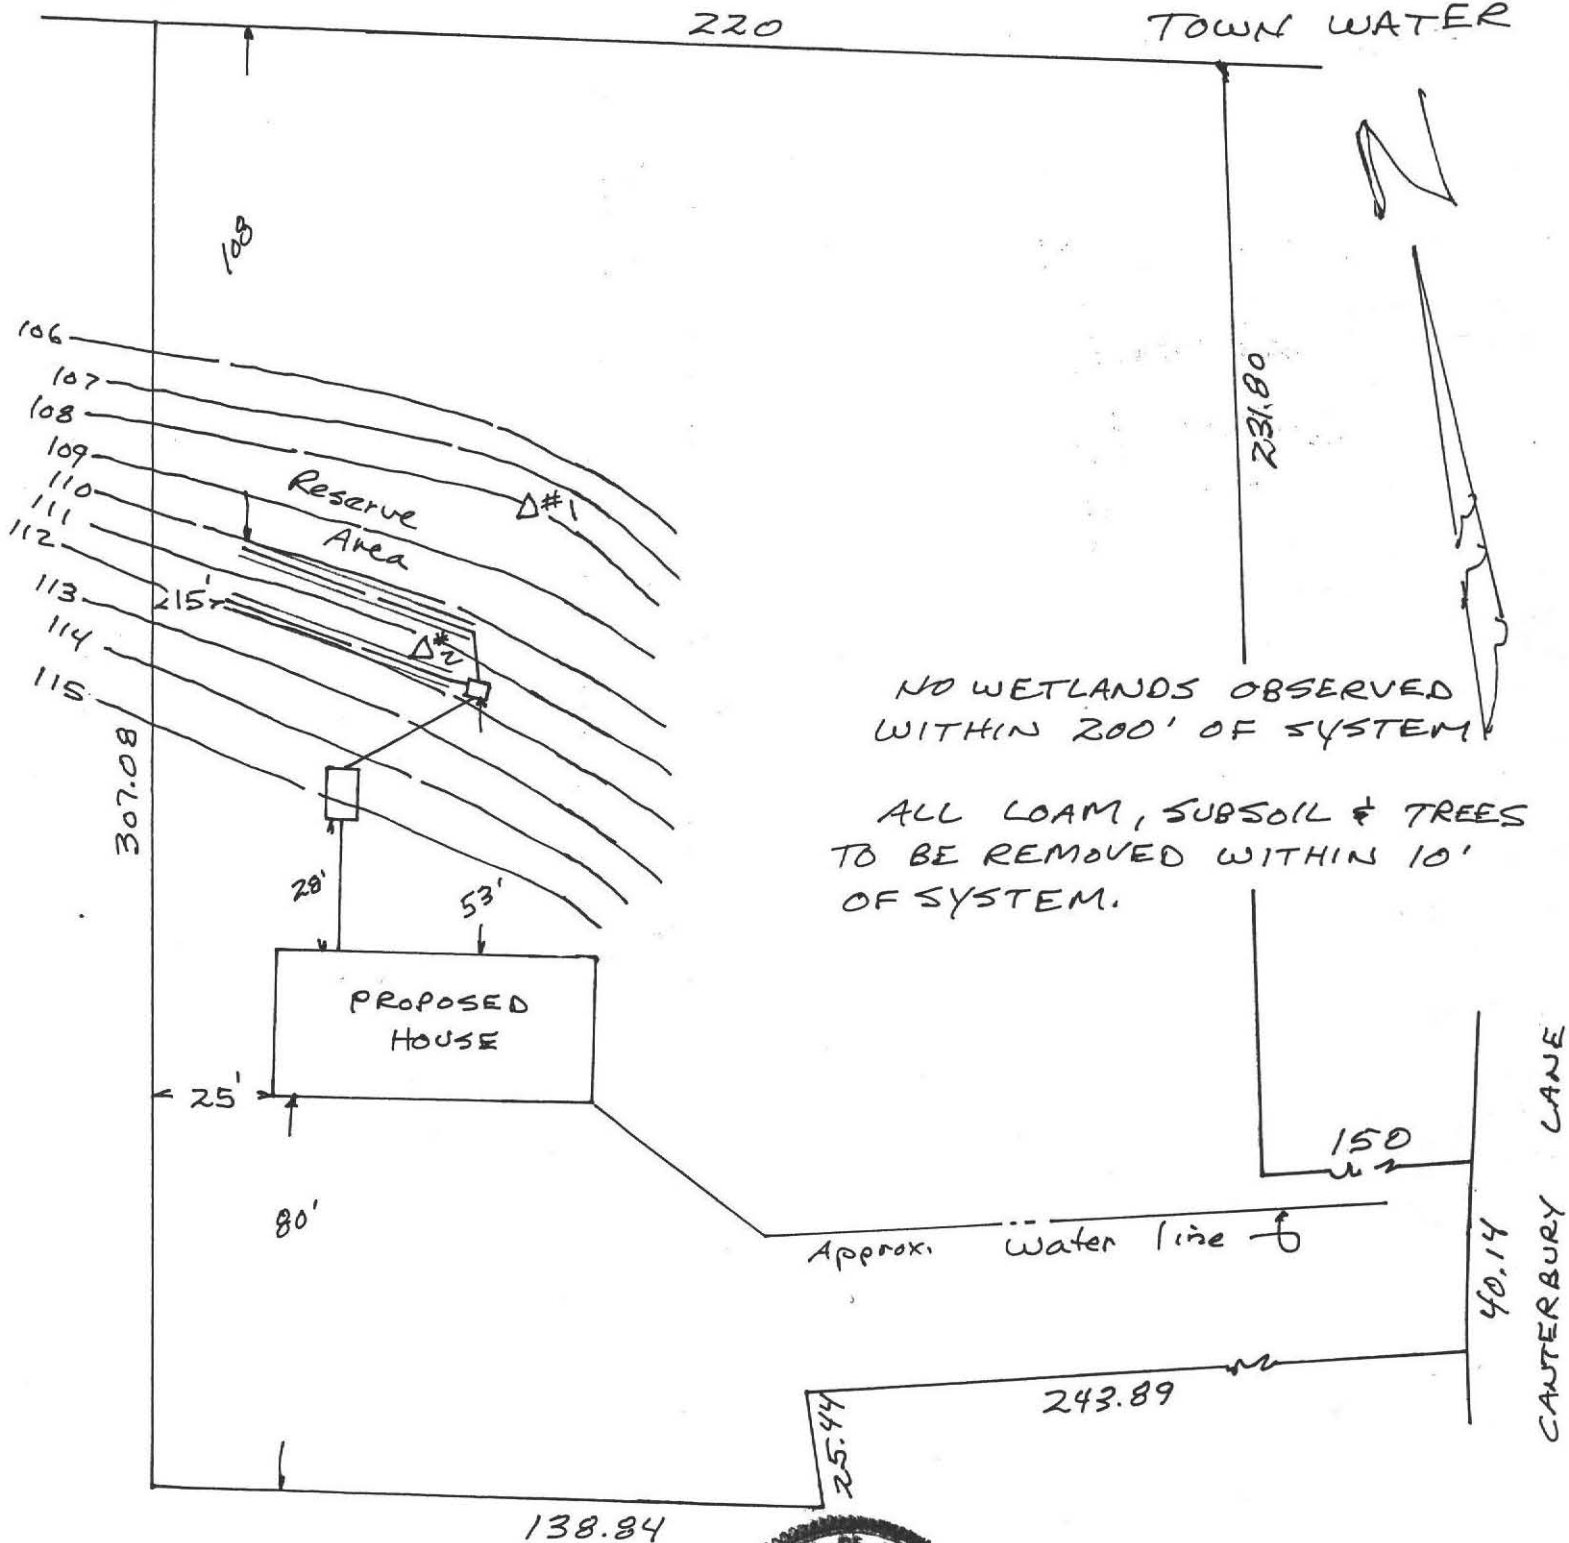 220
TOWN WATER
N
108
106
107
108
109
110
111
112
113
114
115
Reserve
Area
Δ#1
Δ#2
215'
231.80
307.08
NO WETLANDS OBSERVED
WITHIN 200' OF SYSTEM
ALL LOAM, SUBSOIL & TREES
TO BE REMOVED WITHIN 10'
OF SYSTEM.
28'
53'
PROPOSED
HOUSE
25'
80'
150
Approx. Water line
40.14
CANTERBURY LANE
243.89
25.44
138.84